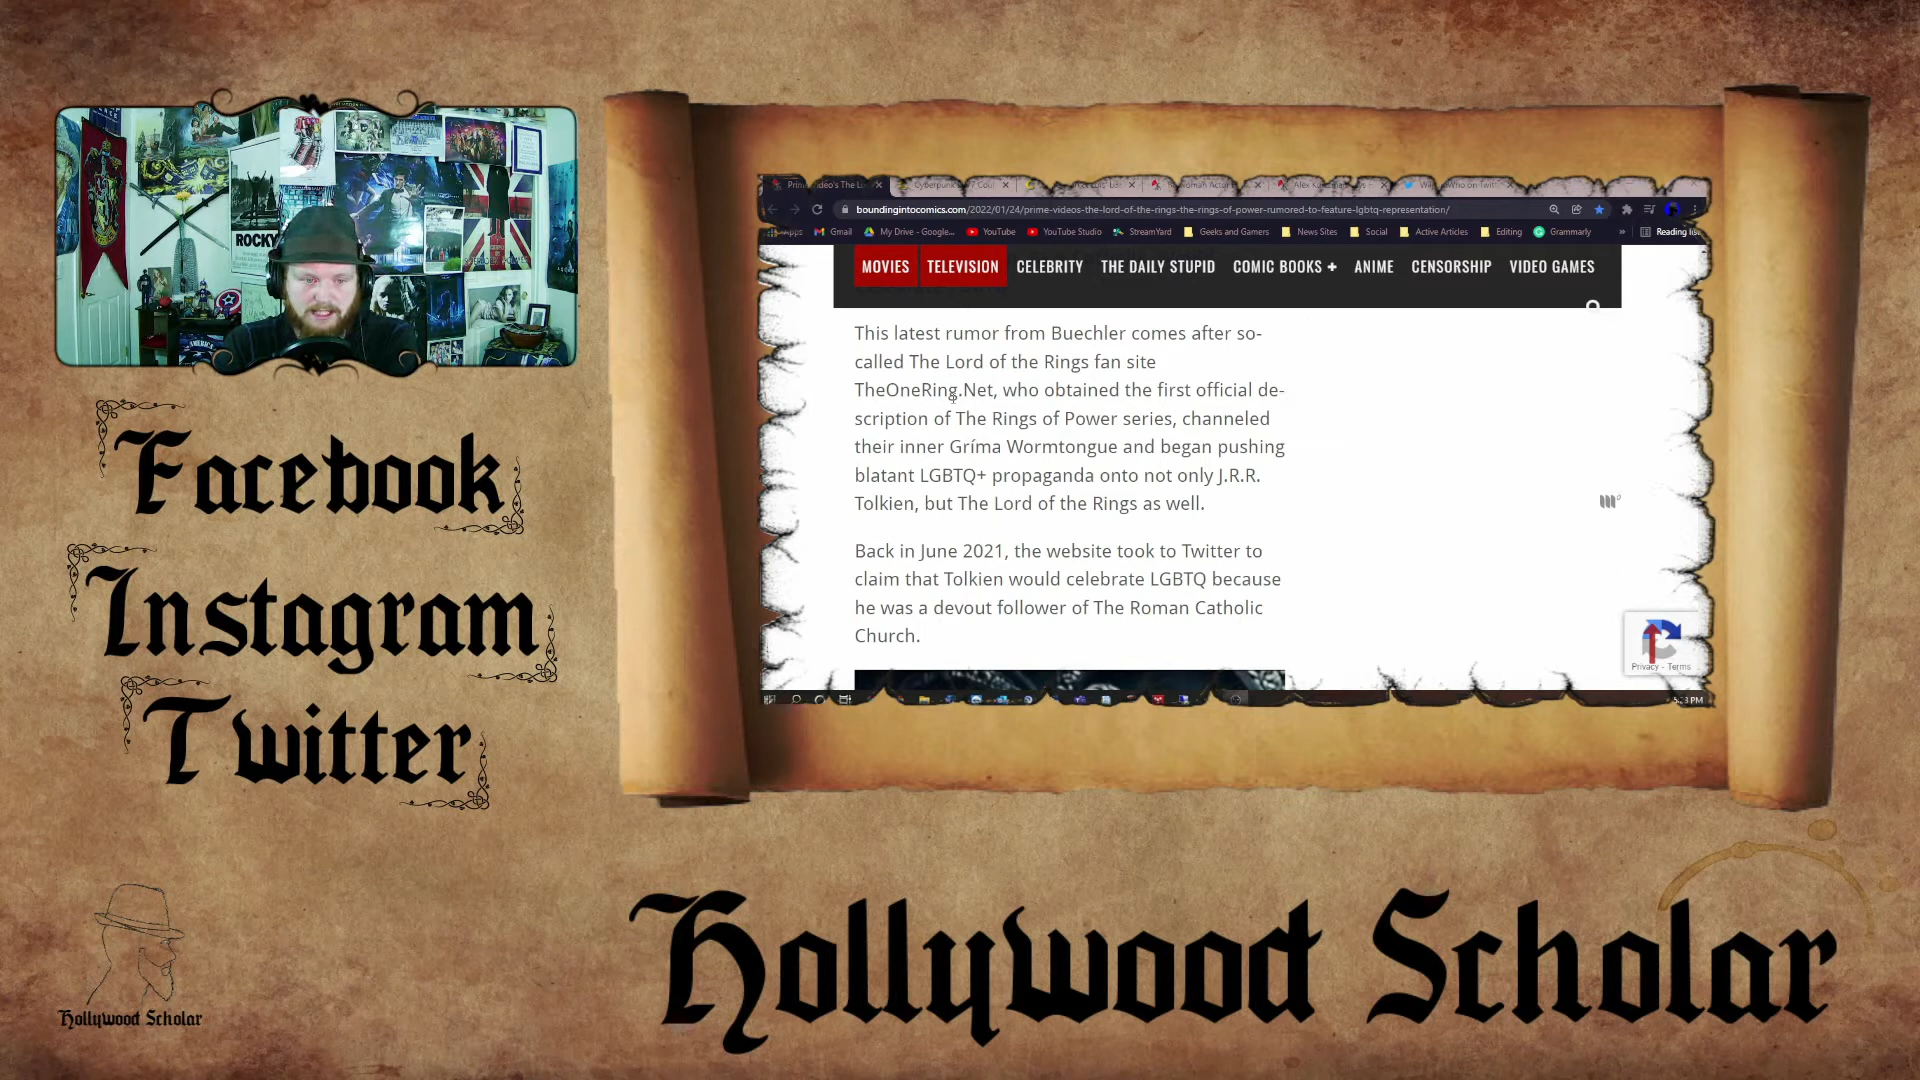 Facebook
Instagram
Twitter
Hollywood Scholar
Hollywood Scholar
ROCKY
boundingintocomics.com/2022/01/24/prime-videos-the-lord-of-the-rings-the-rings-of-power-rumored-to-feature-lgbtq-representation/
Gmail My Drive - Google... YouTube YouTube Studio StreamYard Geeks and Gamers News Sites Social Active Articles Editing Grammarly » Reading
MOVIES TELEVISION CELEBRITY THE DAILY STUPID COMIC BOOKS + ANIME CENSORSHIP VIDEO GAMES
This latest rumor from Buechler comes after so-
called The Lord of the Rings fan site
TheOneRing.Net, who obtained the first official de-
scription of The Rings of Power series, channeled
their inner Gríma Wormtongue and began pushing
blatant LGBTQ+ propaganda onto not only J.R.R.
Tolkien, but The Lord of the Rings as well.
Back in June 2021, the website took to Twitter to
claim that Tolkien would celebrate LGBTQ because
he was a devout follower of The Roman Catholic
Church.
Privacy - Terms